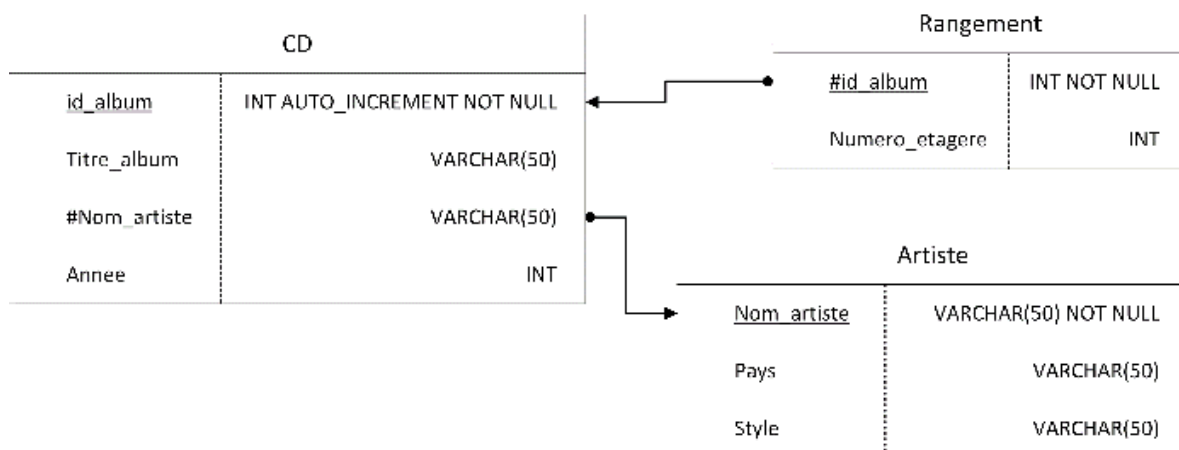 CD
id_album INT AUTO_INCREMENT NOT NULL
Titre_album VARCHAR(50)
#Nom_artiste VARCHAR(50)
Annee INT
Rangement
#id_album INT NOT NULL
Numero_etagere INT
Artiste
Nom_artiste VARCHAR(50) NOT NULL
Pays VARCHAR(50)
Style VARCHAR(50)